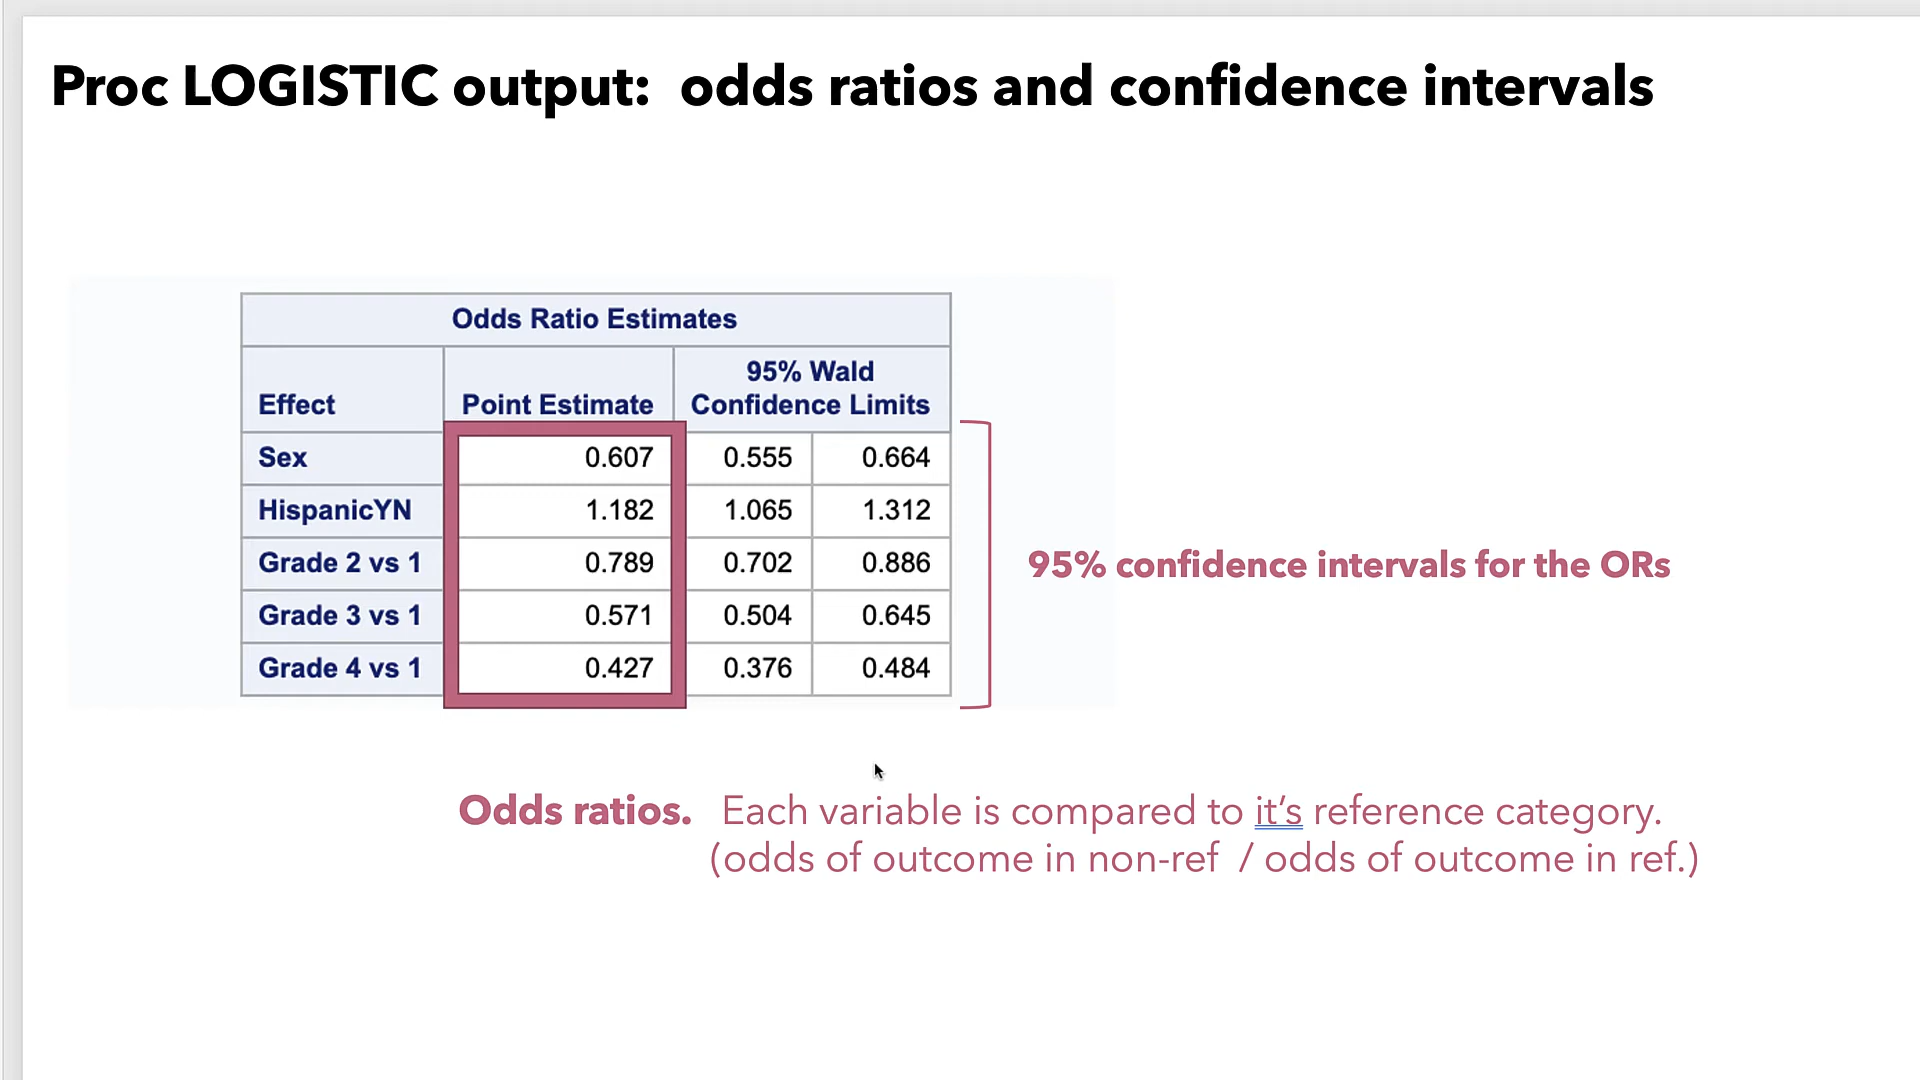 Proc LOGISTIC output: odds ratios and confidence intervals
Odds Ratio Estimates
Effect Point Estimate 95% Wald Confidence Limits
Sex 0.607 0.555 0.664
HispanicYN 1.182 1.065 1.312
Grade 2 vs 1 0.789 0.702 0.886
Grade 3 vs 1 0.571 0.504 0.645
Grade 4 vs 1 0.427 0.376 0.484
95% confidence intervals for the ORs
Odds ratios. Each variable is compared to it’s reference category.
(odds of outcome in non-ref / odds of outcome in ref.)